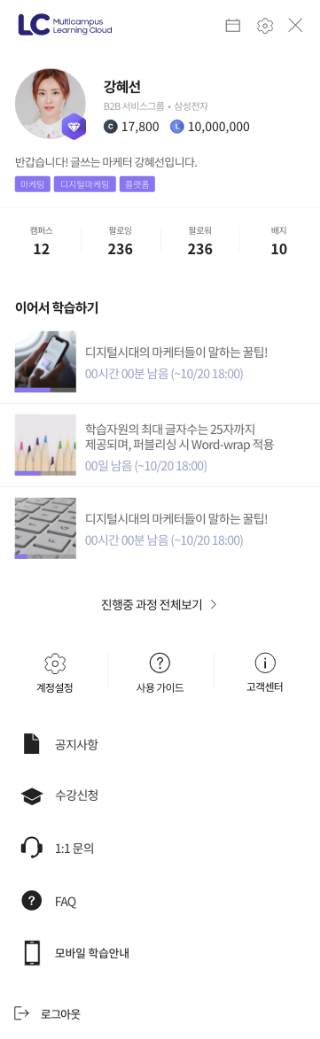 LC Multicampus
Learning Cloud
강혜선
B2B 서비스그룹 • 삼성전자
C 17,800 L 10,000,000
반갑습니다! 글쓰는 마케터 강혜선입니다.
마케팅 디지털마케팅 플랫폼
캠퍼스 팔로잉 팔로워 배지
12 236 236 10
이어서 학습하기
디지털시대의 마케터들이 말하는 꿀팁!
00시간 00분 남음 (~10/20 18:00)
학습자원의 최대 글자수는 25자까지
제공되며, 퍼블리싱 시 Word-wrap 적용
00일 남음 (~10/20 18:00)
디지털시대의 마케터들이 말하는 꿀팁!
00시간 00분 남음 (~10/20 18:00)
진행중 과정 전체보기
계정설정 사용 가이드 고객센터
공지사항
수강신청
1:1 문의
FAQ
모바일 학습안내
로그아웃